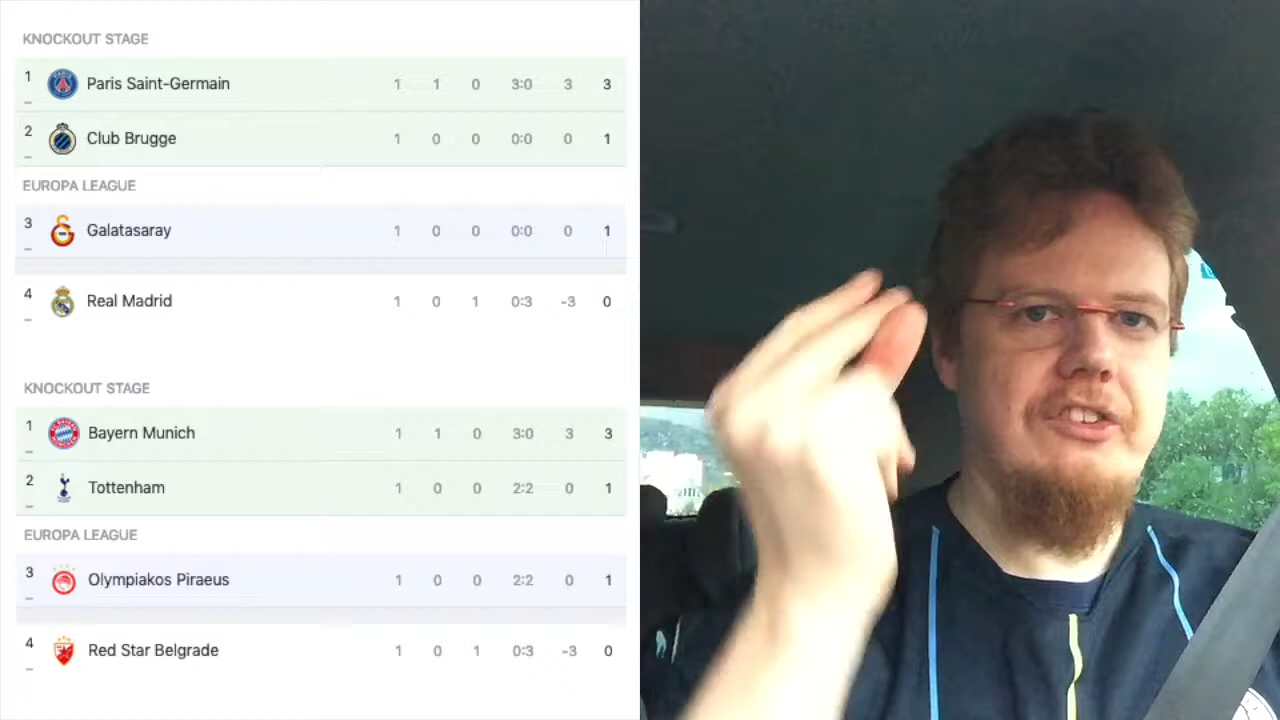 KNOCKOUT STAGE
1 Paris Saint-Germain 1 1 0 3:0 3 3
2 Club Brugge 1 0 0 0:0 0 1
EUROPA LEAGUE
3 Galatasaray 1 0 0 0:0 0 1
4 Real Madrid 1 0 1 0:3 -3 0
KNOCKOUT STAGE
1 Bayern Munich 1 1 0 3:0 3 3
2 Tottenham 1 0 0 2:2 0 1
EUROPA LEAGUE
3 Olympiakos Piraeus 1 0 0 2:2 0 1
4 Red Star Belgrade 1 0 1 0:3 -3 0